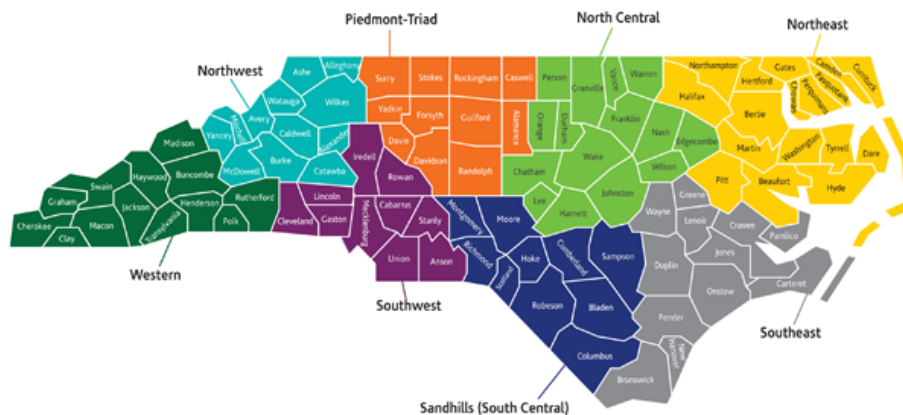 Piedmont-Triad
North Central
Northeast
Northwest
Ashe
Alleghany
Surry
Stokes
Rockingham
Caswell
Person
Granville
Vance
Warren
Northampton
Gates
Camden
Currituck
Hertford
Pasquotank
Perquimans
Chowan
Halifax
Watauga
Wilkes
Avery
Mitchell
Yancey
Caldwell
Alexander
Yadkin
Forsyth
Guilford
Alamance
Orange
Durham
Franklin
Nash
Edgecombe
Bertie
Madison
McDowell
Burke
Catawba
Iredell
Davie
Davidson
Randolph
Chatham
Wake
Wilson
Martin
Washington
Tyrrell
Dare
Swain
Haywood
Buncombe
Rutherford
Lincoln
Rowan
Lee
Harnett
Johnston
Pitt
Beaufort
Hyde
Graham
Cherokee
Clay
Macon
Jackson
Transylvania
Henderson
Polk
Cleveland
Gaston
Mecklenburg
Cabarrus
Stanly
Montgomery
Moore
Wayne
Greene
Lenoir
Craven
Pamlico
Union
Anson
Richmond
Scotland
Hoke
Cumberland
Sampson
Duplin
Jones
Onslow
Carteret
Western
Southwest
Robeson
Bladen
Pender
Columbus
New Hanover
Brunswick
Southeast
Sandhills (South Central)